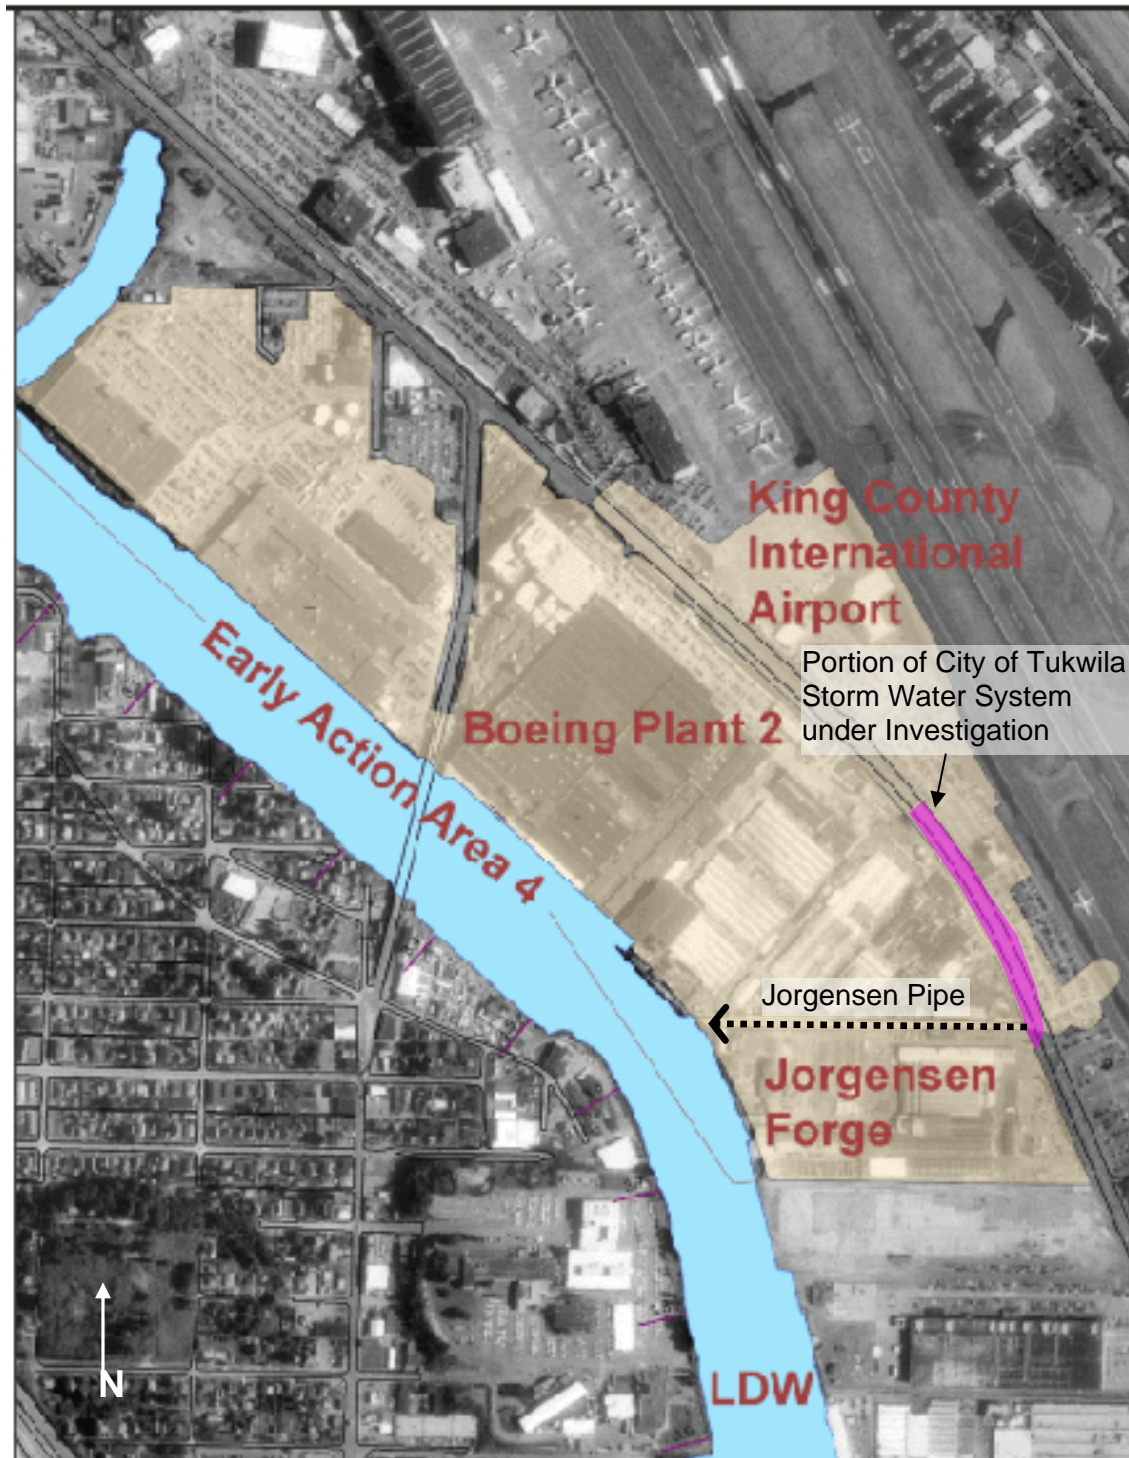 King County
International
Airport
Portion of City of Tukwila
Storm Water System
under Investigation
Early Action Area 4
Boeing Plant 2
Jorgensen Pipe
Jorgensen
Forge
N
LDW